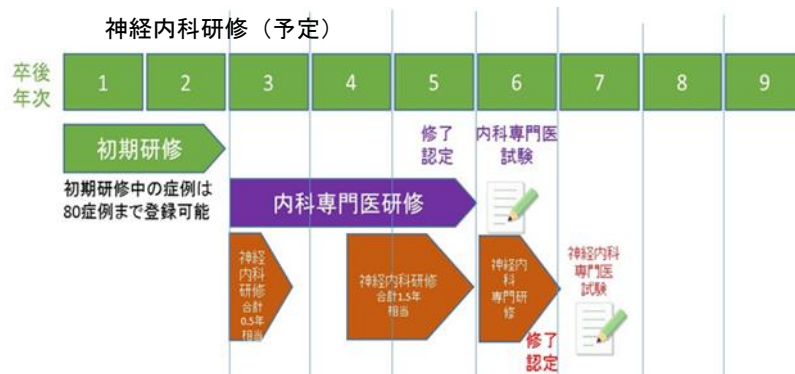 神経内科研修（予定）
卒後
年次
1 2 3 4 5 6 7 8 9
初期研修
修了
認定
内科専門医
試験
初期研修中の症例は
80症例まで登録可能
内科専門医研修
神経
内科
研修
合計
0.5年
相当
神経内科研修
合計1.5年
相当
神経内
科
専門研
修
神経内科
専門医
試験
修了
認定